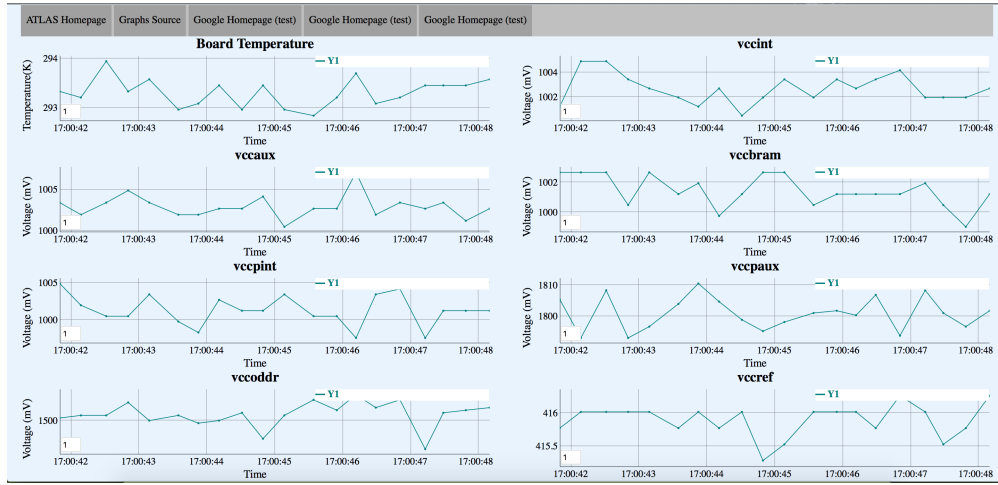 ATLAS Homepage Graphs Source Google Homepage (test) Google Homepage (test) Google Homepage (test)
Board Temperature
Y1
Temperature(K)
294
293
1
17:00:42 17:00:43 17:00:44 17:00:45 17:00:46 17:00:47 17:00:48
Time
vccint
Y1
Voltage (mV)
1004
1002
1
17:00:42 17:00:43 17:00:44 17:00:45 17:00:46 17:00:47 17:00:48
Time
vccaux
Y1
Voltage (mV)
1005
1000
1
17:00:42 17:00:43 17:00:44 17:00:45 17:00:46 17:00:47 17:00:48
Time
vccbram
Y1
Voltage (mV)
1002
1000
1
17:00:42 17:00:43 17:00:44 17:00:45 17:00:46 17:00:47 17:00:48
Time
vccpint
Y1
Voltage (mV)
1005
1000
1
17:00:42 17:00:43 17:00:44 17:00:45 17:00:46 17:00:47 17:00:48
Time
vccpaux
Y1
Voltage (mV)
1810
1800
1
17:00:42 17:00:43 17:00:44 17:00:45 17:00:46 17:00:47 17:00:48
Time
vccoddr
Y1
Voltage (mV)
1500
1
17:00:42 17:00:43 17:00:44 17:00:45 17:00:46 17:00:47 17:00:48
Time
vccref
Y1
Voltage (mV)
416
415.5
1
17:00:42 17:00:43 17:00:44 17:00:45 17:00:46 17:00:47 17:00:48